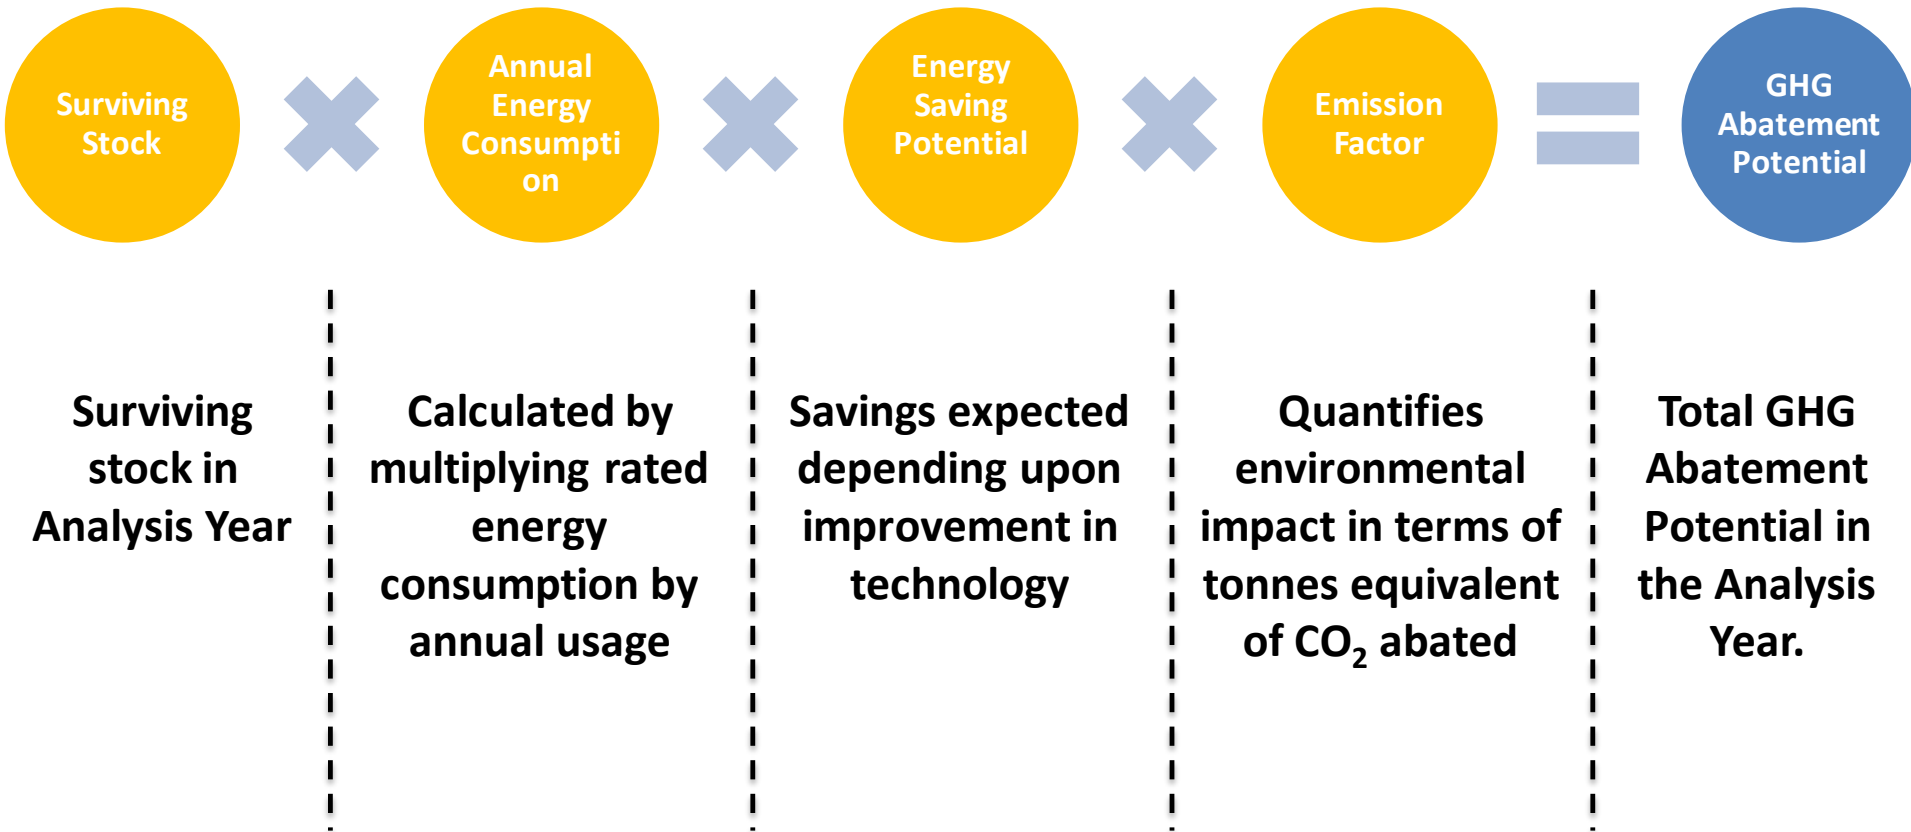 Surviving
Stock
Annual
Energy
Consumpti
on
Energy
Saving
Potential
Emission
Factor
GHG
Abatement
Potential
Surviving
stock in
Analysis Year
Calculated by
multiplying rated
energy
consumption by
annual usage
Savings expected
depending upon
improvement in
technology
Quantifies
environmental
impact in terms of
tonnes equivalent
of CO₂ abated
Total GHG
Abatement
Potential in
the Analysis
Year.